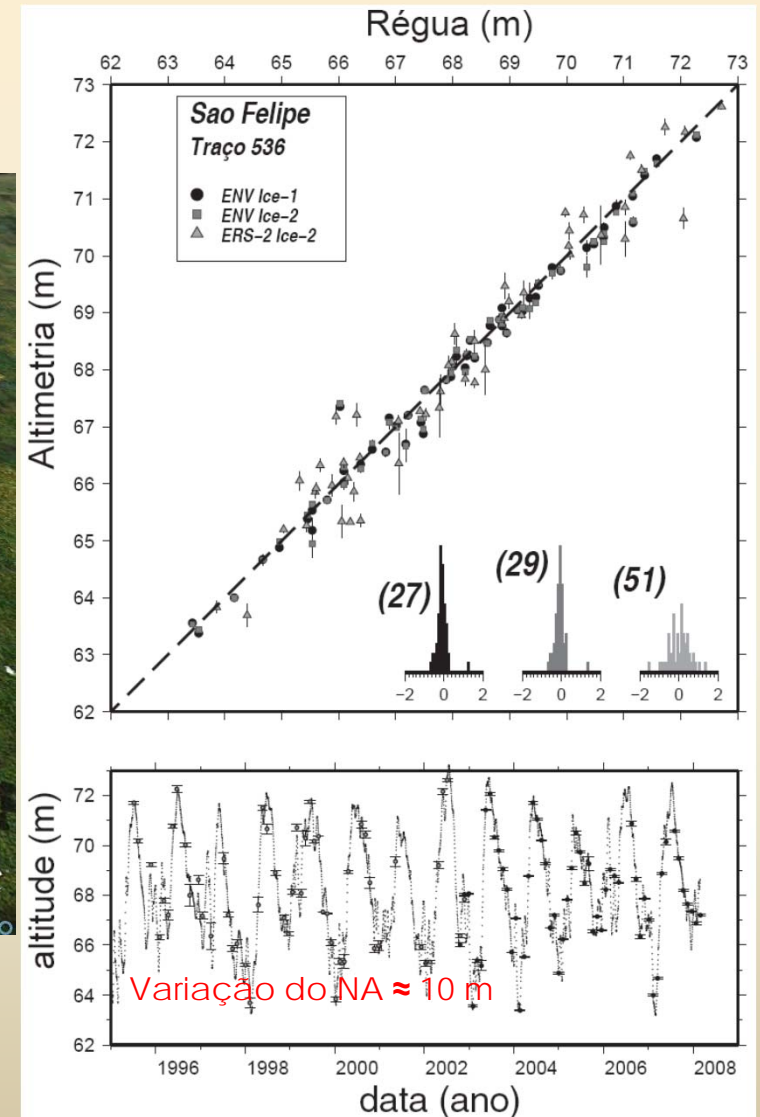 Régua (m)
62 63 64 65 66 67 68 69 70 71 72 73
73
72
71
70
69
68
67
66
65
64
63
62
Altimetria (m)
Sao Felipe
Traço 536
ENV Ice-1
ENV Ice-2
ERS-2 Ice-2
(27)
(29)
(51)
-2 0 2
-2 0 2
-2 0 2
altitude (m)
72
70
68
66
64
62
Variação do NA ≈ 10 m
1996 1998 2000 2002 2004 2006 2008
data (ano)